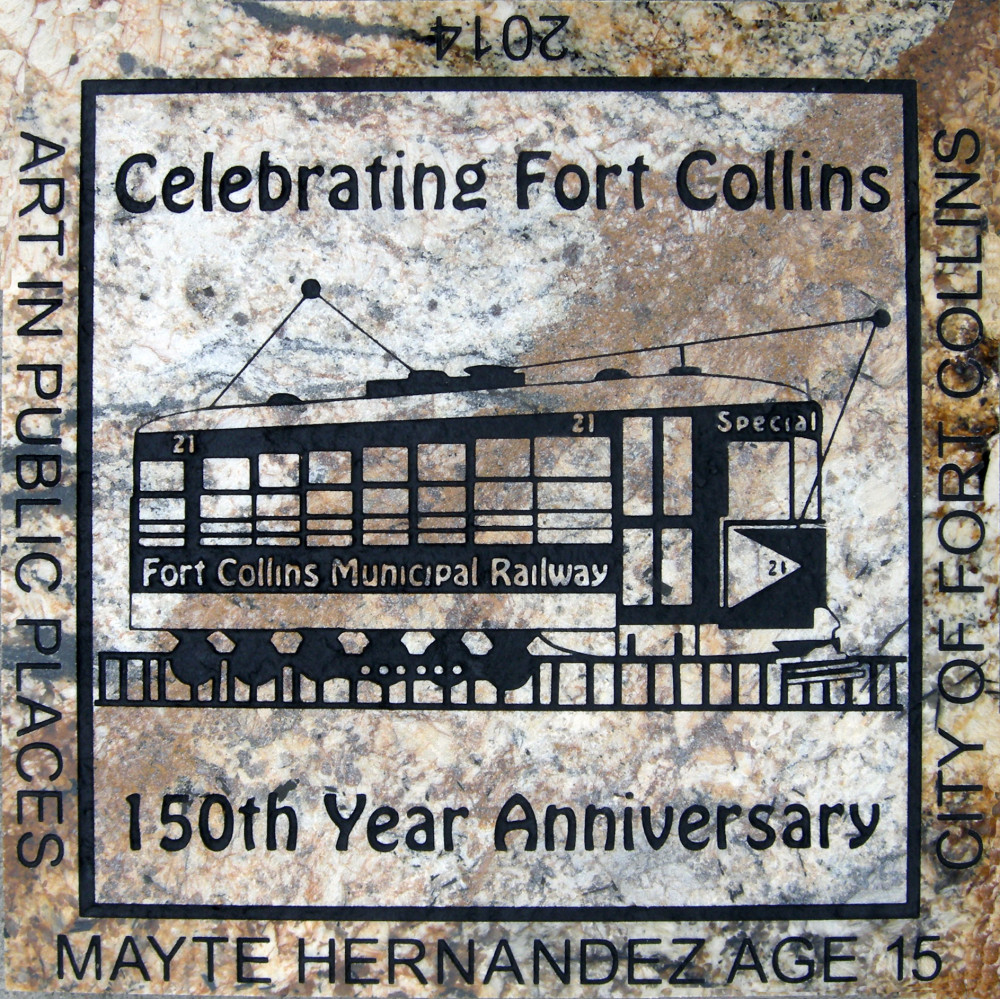 2014
Celebrating Fort Collins
21
21
Special
21
Fort Collins Municipal Railway
150th Year Anniversary
ART IN PUBLIC PLACES
CITY OF FORT COLLINS
MAYTE HERNANDEZ AGE 15